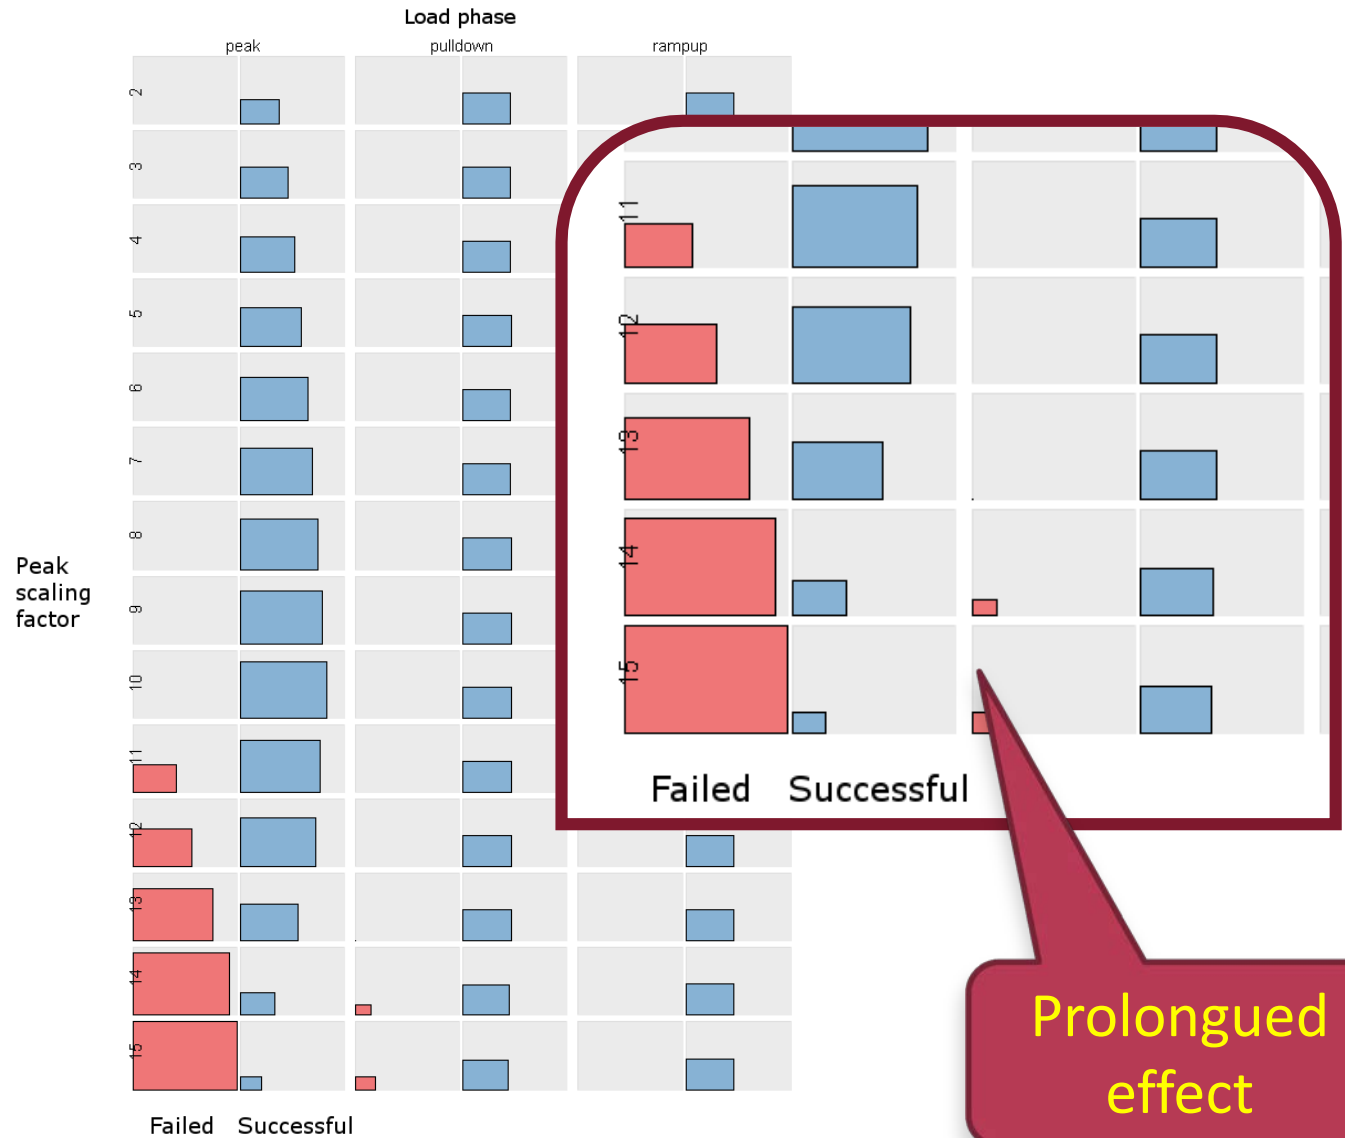 Load phase
peak pulldown rampup
2
3
4
5
6
7
8
9
10
11
12
13
14
15
Peak
scaling
factor
Failed Successful
11
12
13
14
15
Failed Successful
Prolongued
effect